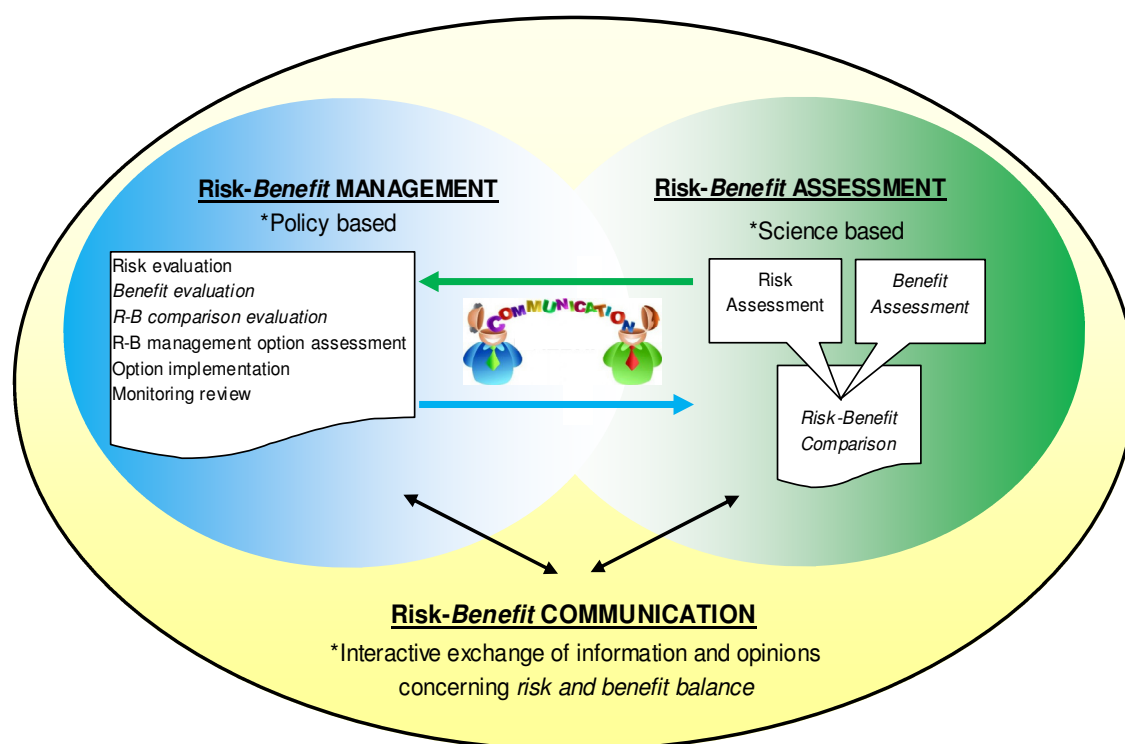 Risk-Benefit MANAGEMENT
*Policy based
Risk evaluation
Benefit evaluation
R-B comparison evaluation
R-B management option assessment
Option implementation
Monitoring review
COMMUNICATION
Risk-Benefit ASSESSMENT
*Science based
Risk
Assessment
Benefit
Assessment
Risk-Benefit
Comparison
Risk-Benefit COMMUNICATION
*Interactive exchange of information and opinions
concerning risk and benefit balance